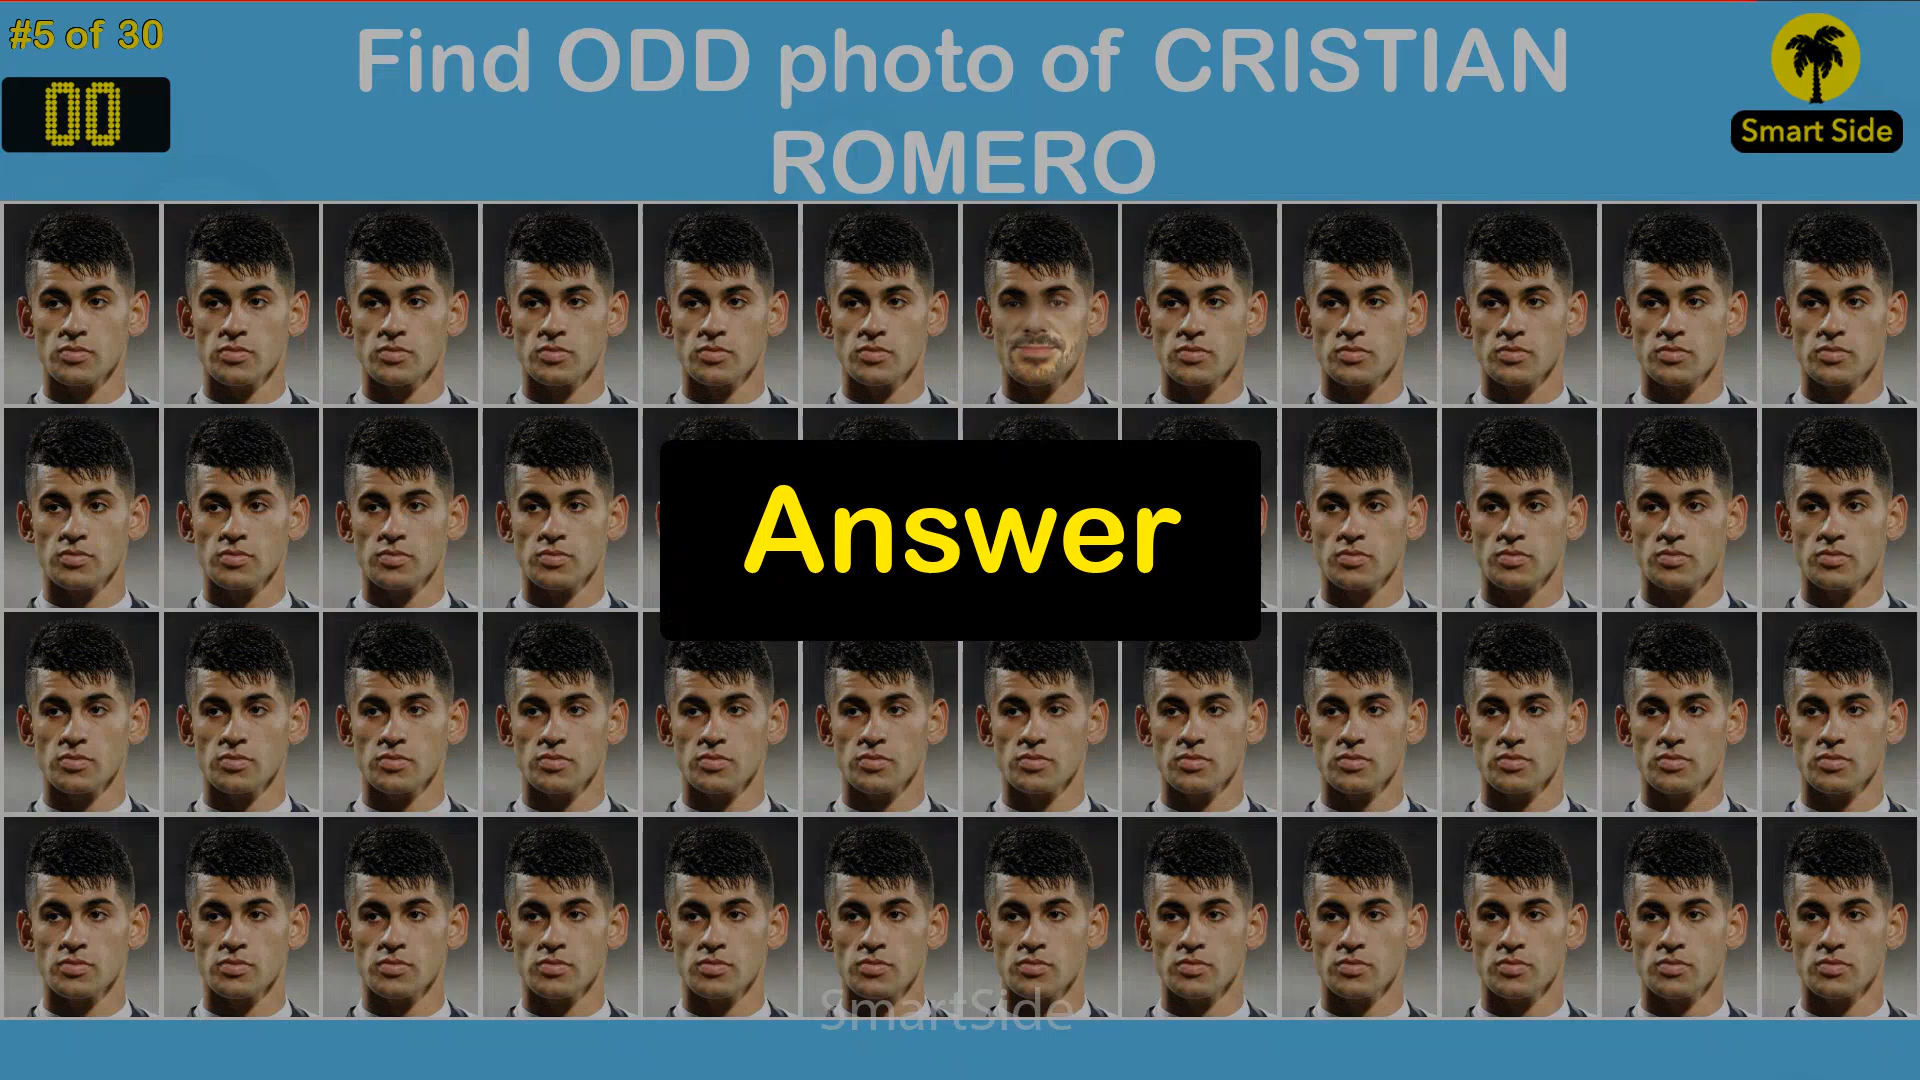 #5 of 30
Find ODD photo of CRISTIAN
ROMERO
00
Smart Side
Answer
SmartSide